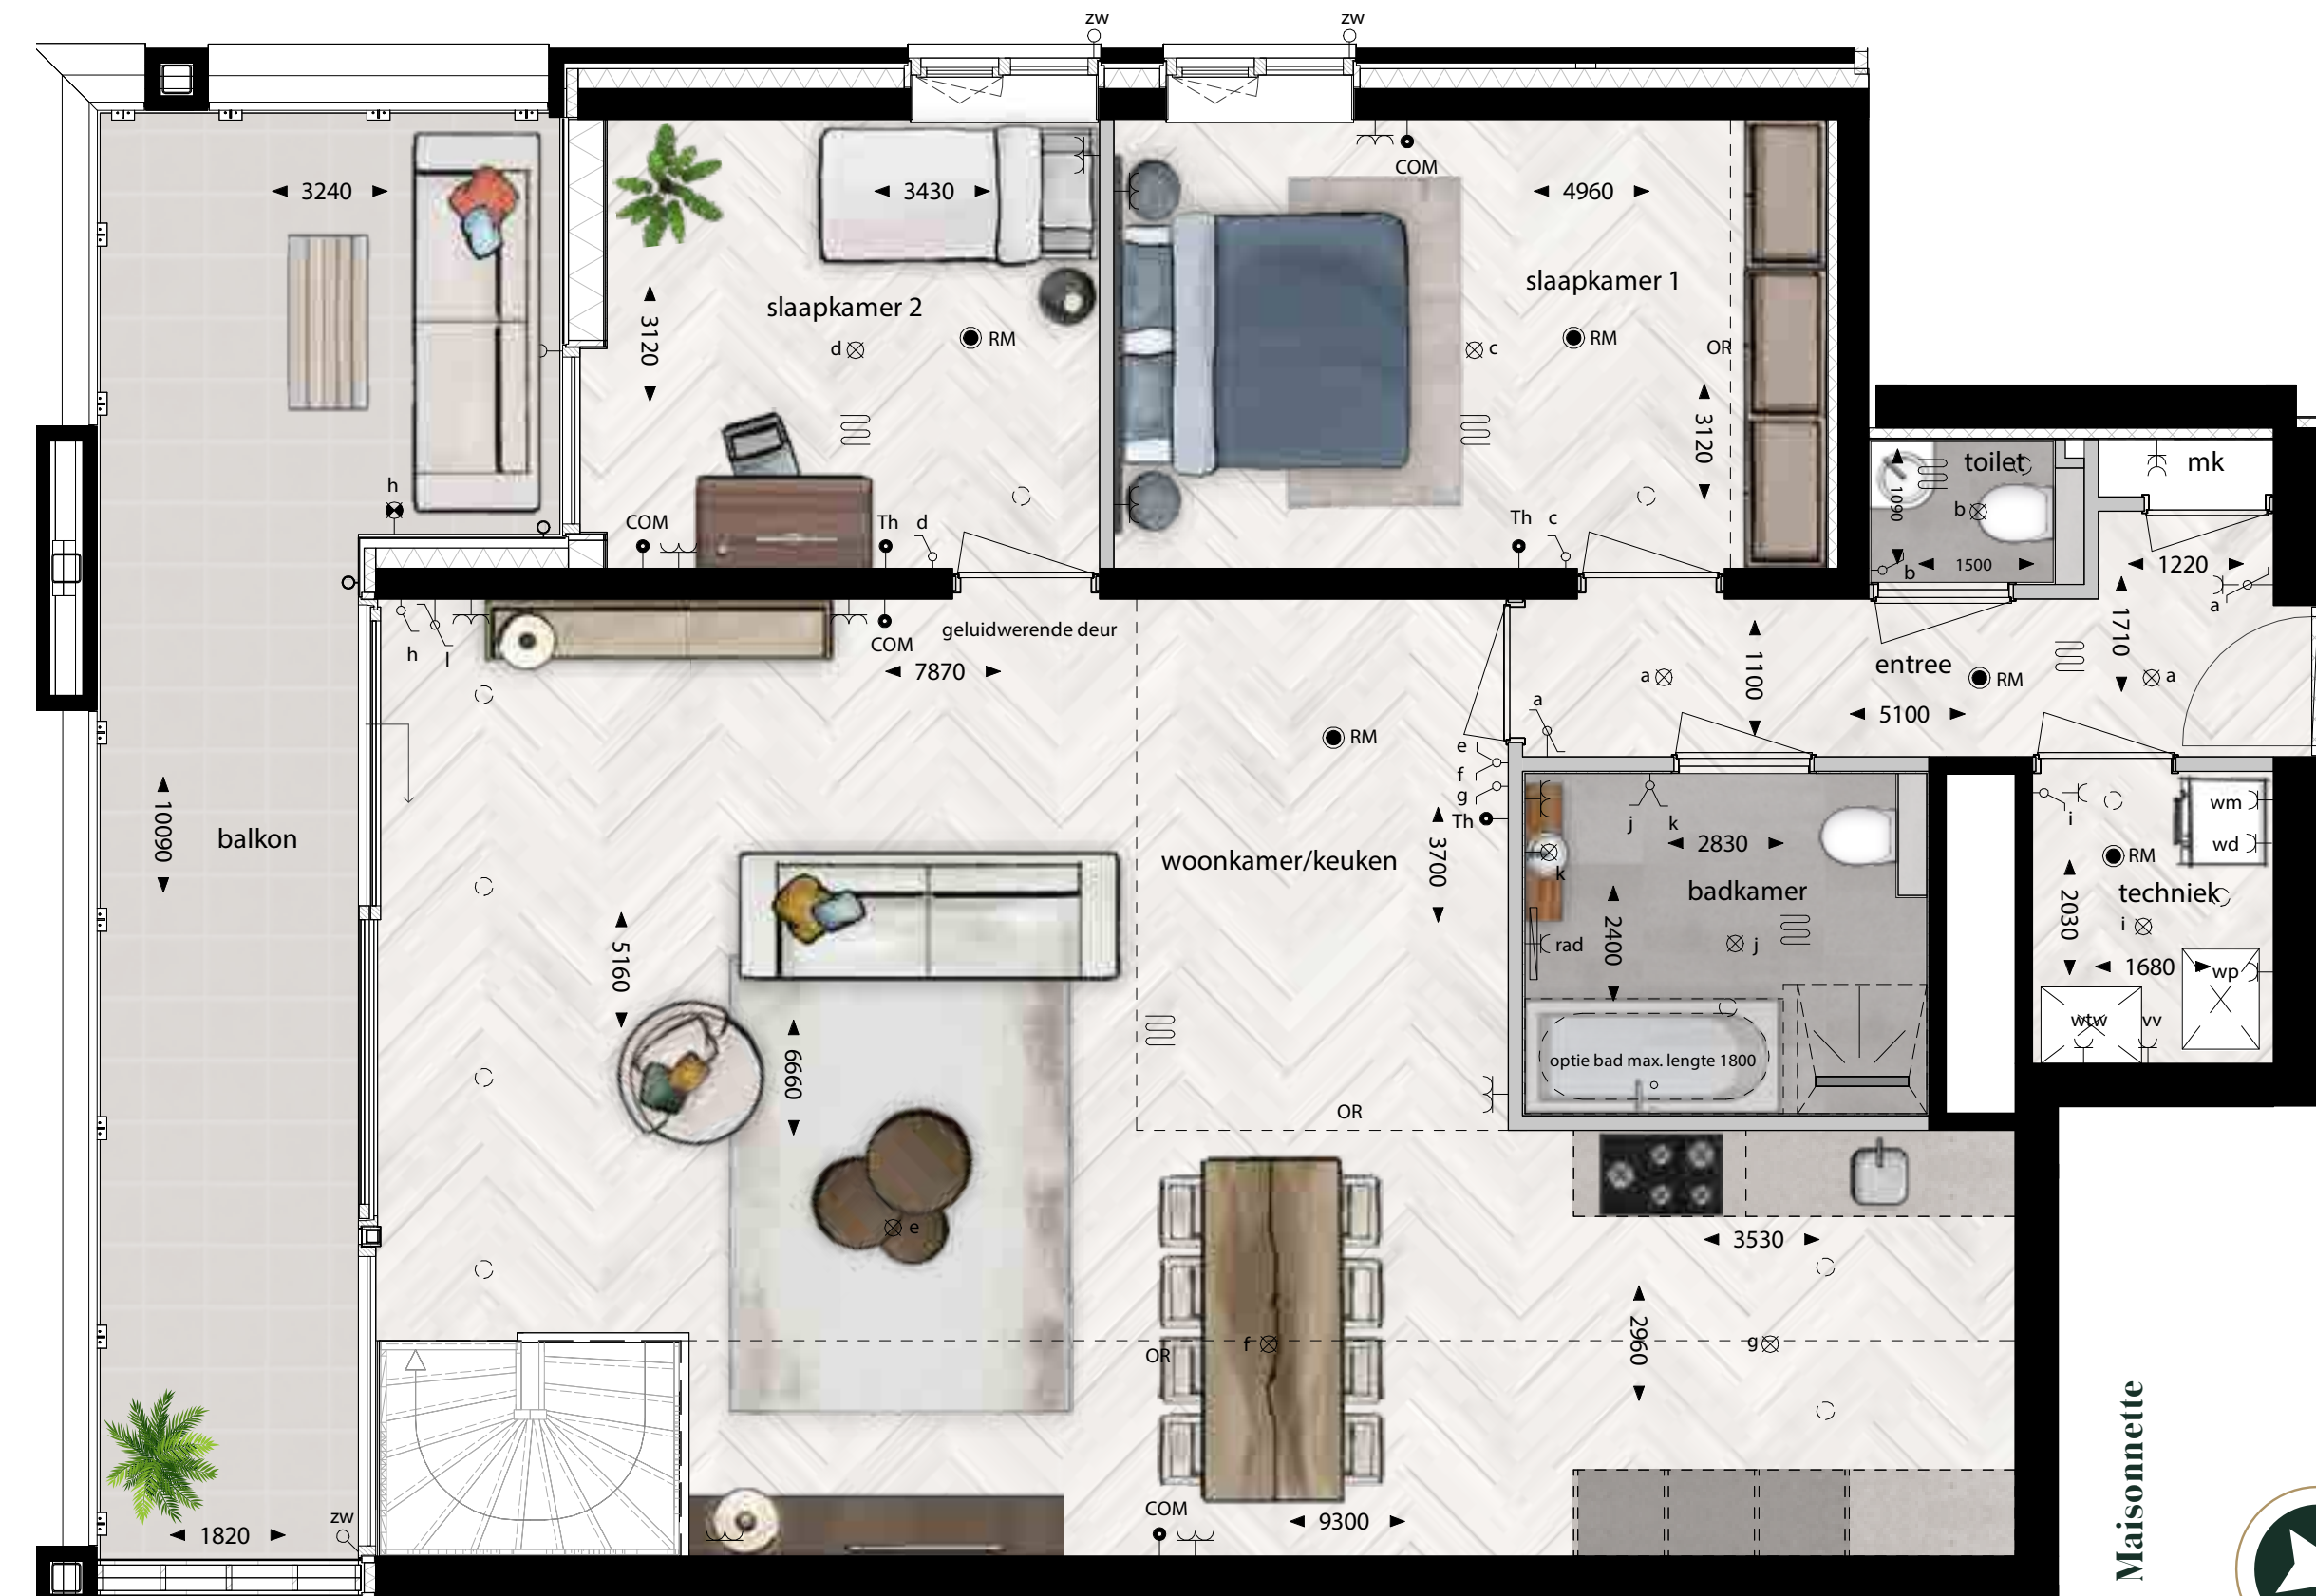 zw
zw
3240
3430
COM
4960
slaapkamer 1
slaapkamer 2
3120
d
RM
c
RM
OR
3120
toilet
mk
1090
b
b
1500
h
COM
Th
d
Th
c
1220
a
1710
h
l
COM
geluidwerende deur
7870
entree
a
1100
RM
a
5100
a
RM
e
f
g
Th
j
k
2830
i
wm
wd
10090
balkon
woonkamer/keuken
3700
k
badkamer
RM
techniek
2030
i
5160
2400
rad
j
1680
wp
wtw
vv
6660
optie bad max. lengte 1800
OR
e
3530
2960
OR
f
g
Maisonnette
COM
9300
zw
1820